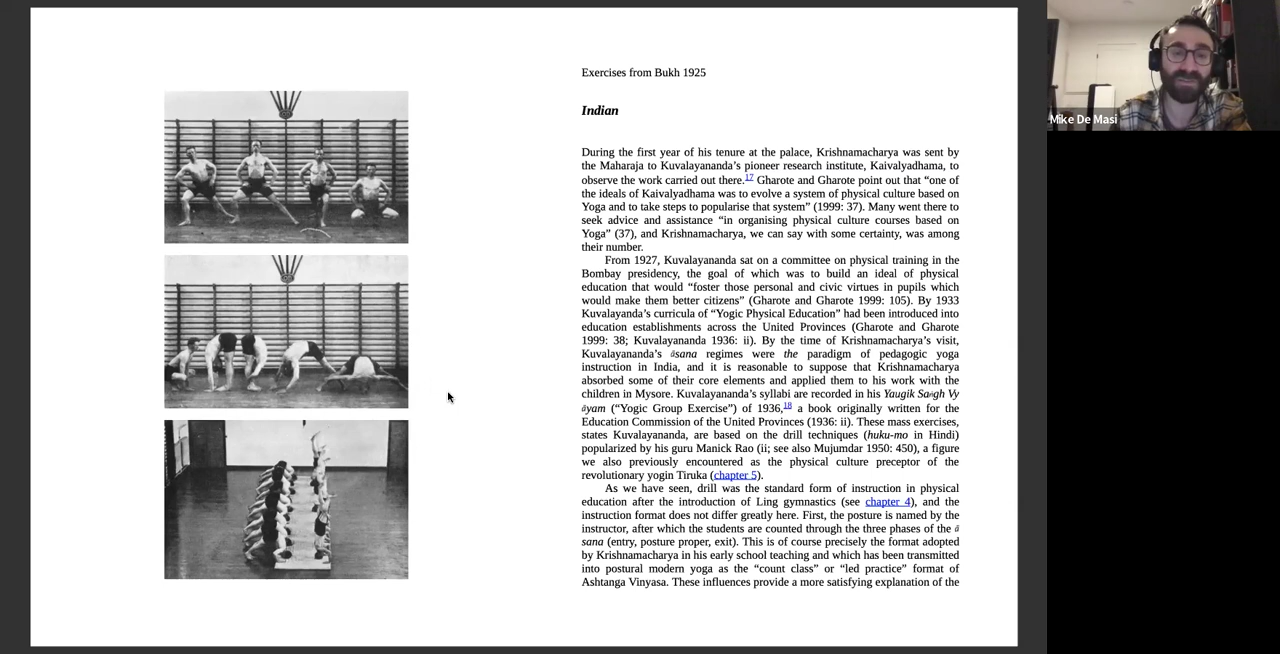 Exercises from Bukh 1925
Indian
During the first year of his tenure at the palace, Krishnamacharya was sent by
the Maharaja to Kuvalayananda’s pioneer research institute, Kaivalyadhama, to
observe the work carried out there.17 Gharote and Gharote point out that “one of
the ideals of Kaivalyadhama was to evolve a system of physical culture based on
Yoga and to take steps to popularise that system” (1999: 37). Many went there to
seek advice and assistance “in organising physical culture courses based on
Yoga” (37), and Krishnamacharya, we can say with some certainty, was among
their number.
From 1927, Kuvalayananda sat on a committee on physical training in the
Bombay presidency, the goal of which was to build an ideal of physical
education that would “foster those personal and civic virtues in pupils which
would make them better citizens” (Gharote and Gharote 1999: 105). By 1933
Kuvalayanda’s curricula of “Yogic Physical Education” had been introduced into
education establishments across the United Provinces (Gharote and Gharote
1999: 38; Kuvalayananda 1936: ii). By the time of Krishnamacharya’s visit,
Kuvalayananda’s āsana regimes were the paradigm of pedagogic yoga
instruction in India, and it is reasonable to suppose that Krishnamacharya
absorbed some of their core elements and applied them to his work with the
children in Mysore. Kuvalayananda’s syllabi are recorded in his Yaugik Saṅgh Vy
āyam (“Yogic Group Exercise”) of 1936,18 a book originally written for the
Education Commission of the United Provinces (1936: ii). These mass exercises,
states Kuvalayananda, are based on the drill techniques (huku-mo in Hindi)
popularized by his guru Manick Rao (ii; see also Mujumdar 1950: 450), a figure
we also previously encountered as the physical culture preceptor of the
revolutionary yogin Tiruka (chapter 5).
As we have seen, drill was the standard form of instruction in physical
education after the introduction of Ling gymnastics (see chapter 4), and the
instruction format does not differ greatly here. First, the posture is named by the
instructor, after which the students are counted through the three phases of the ā
sana (entry, posture proper, exit). This is of course precisely the format adopted
by Krishnamacharya in his early school teaching and which has been transmitted
into postural modern yoga as the “count class” or “led practice” format of
Ashtanga Vinyasa. These influences provide a more satisfying explanation of the
Mike De Masi